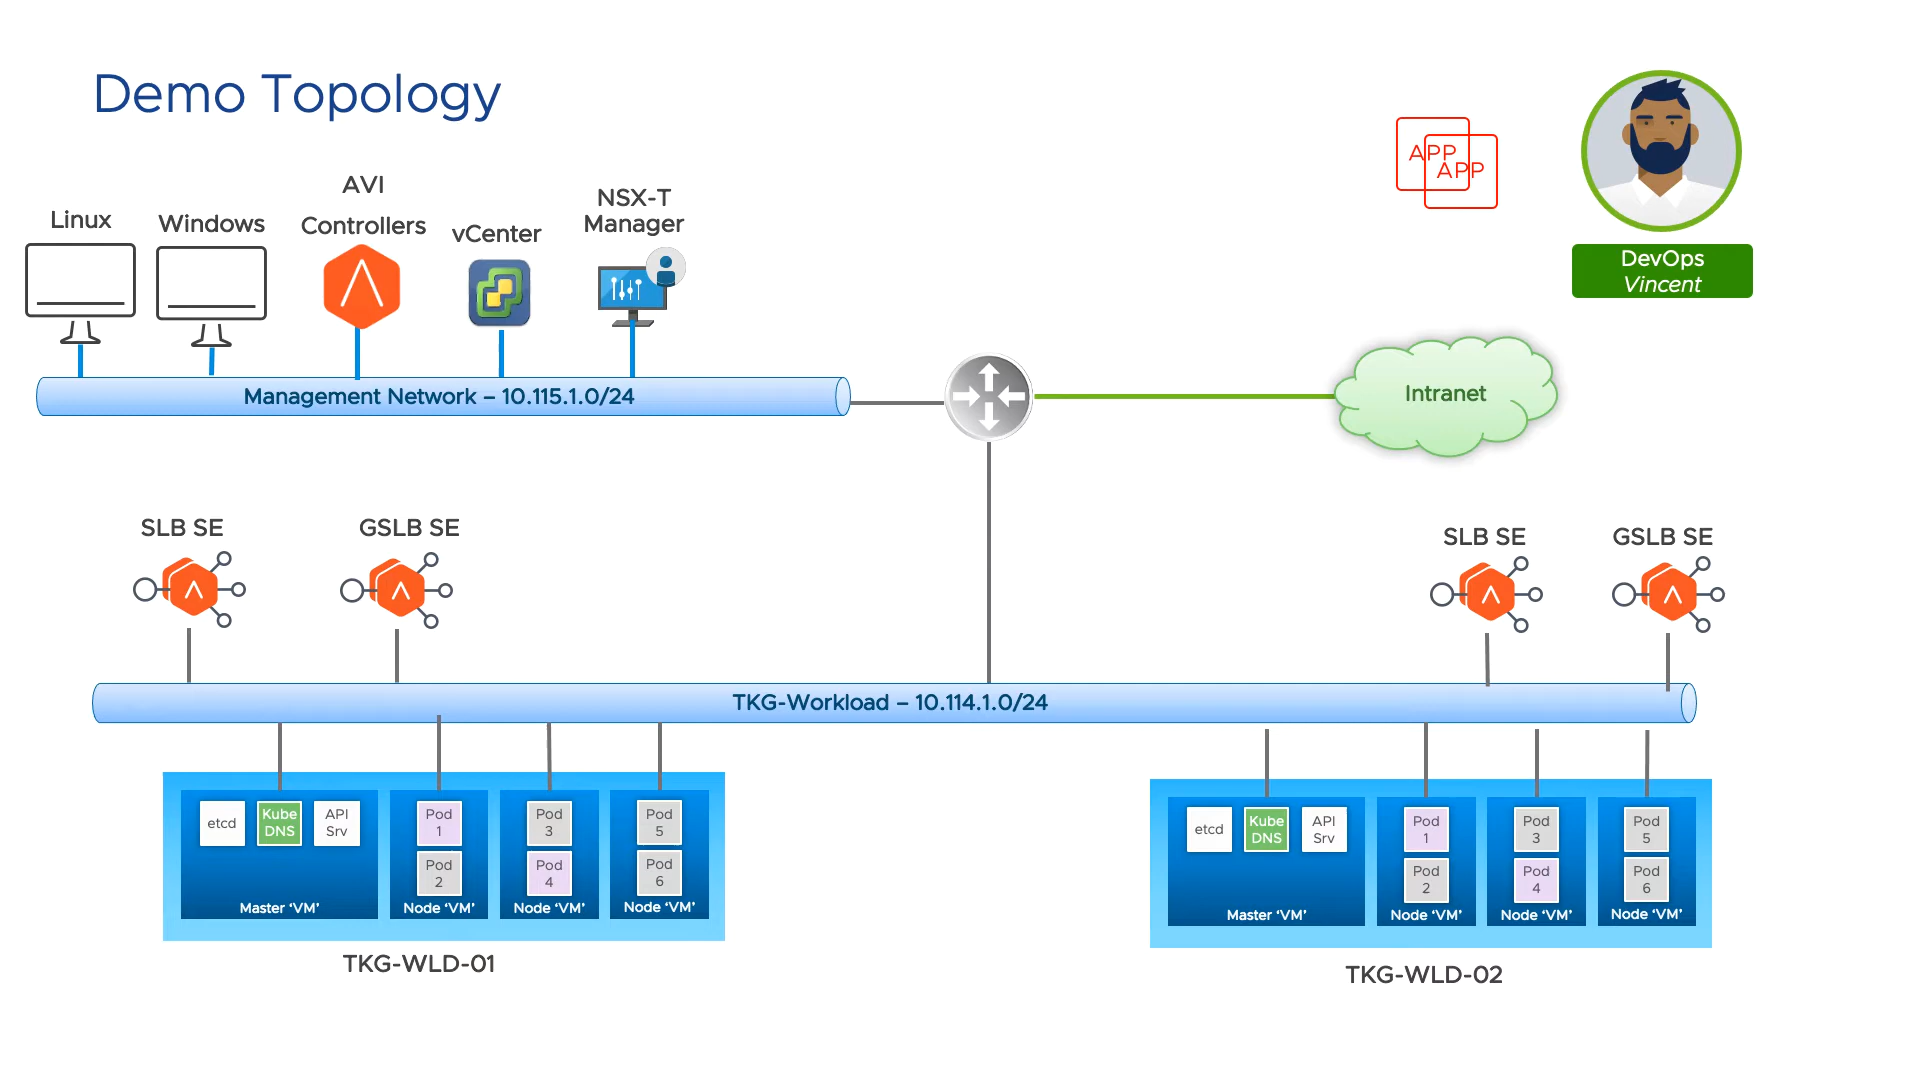 Demo Topology
APP
APP
DevOps
Vincent
Linux
Windows
AVI
Controllers
vCenter
NSX-T
Manager
Management Network – 10.115.1.0/24
Intranet
SLB SE
GSLB SE
SLB SE
GSLB SE
TKG-Workload – 10.114.1.0/24
etcd
Kube
DNS
API
Srv
Master ‘VM’
Pod
1
Pod
2
Node ‘VM’
Pod
3
Pod
4
Node ‘VM’
Pod
5
Pod
6
Node ‘VM’
TKG-WLD-01
etcd
Kube
DNS
API
Srv
Master ‘VM’
Pod
1
Pod
2
Node ‘VM’
Pod
3
Pod
4
Node ‘VM’
Pod
5
Pod
6
Node ‘VM’
TKG-WLD-02